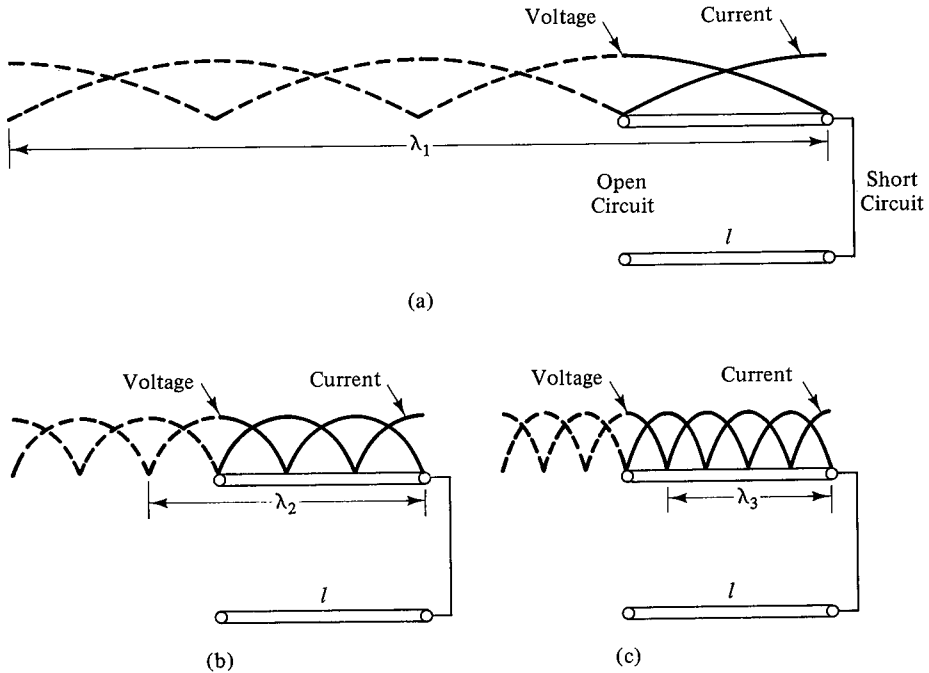 Voltage Current
λ₁
Open
Circuit
Short
Circuit
l
(a)
Voltage Current
λ₂
l
(b)
Voltage Current
λ₃
l
(c)